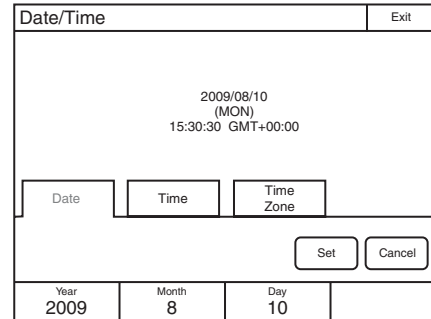 Date/Time Exit
2009/08/10
(MON)
15:30:30 GMT+00:00
Date Time Time
Zone
Set Cancel
Year Month Day
2009 8 10